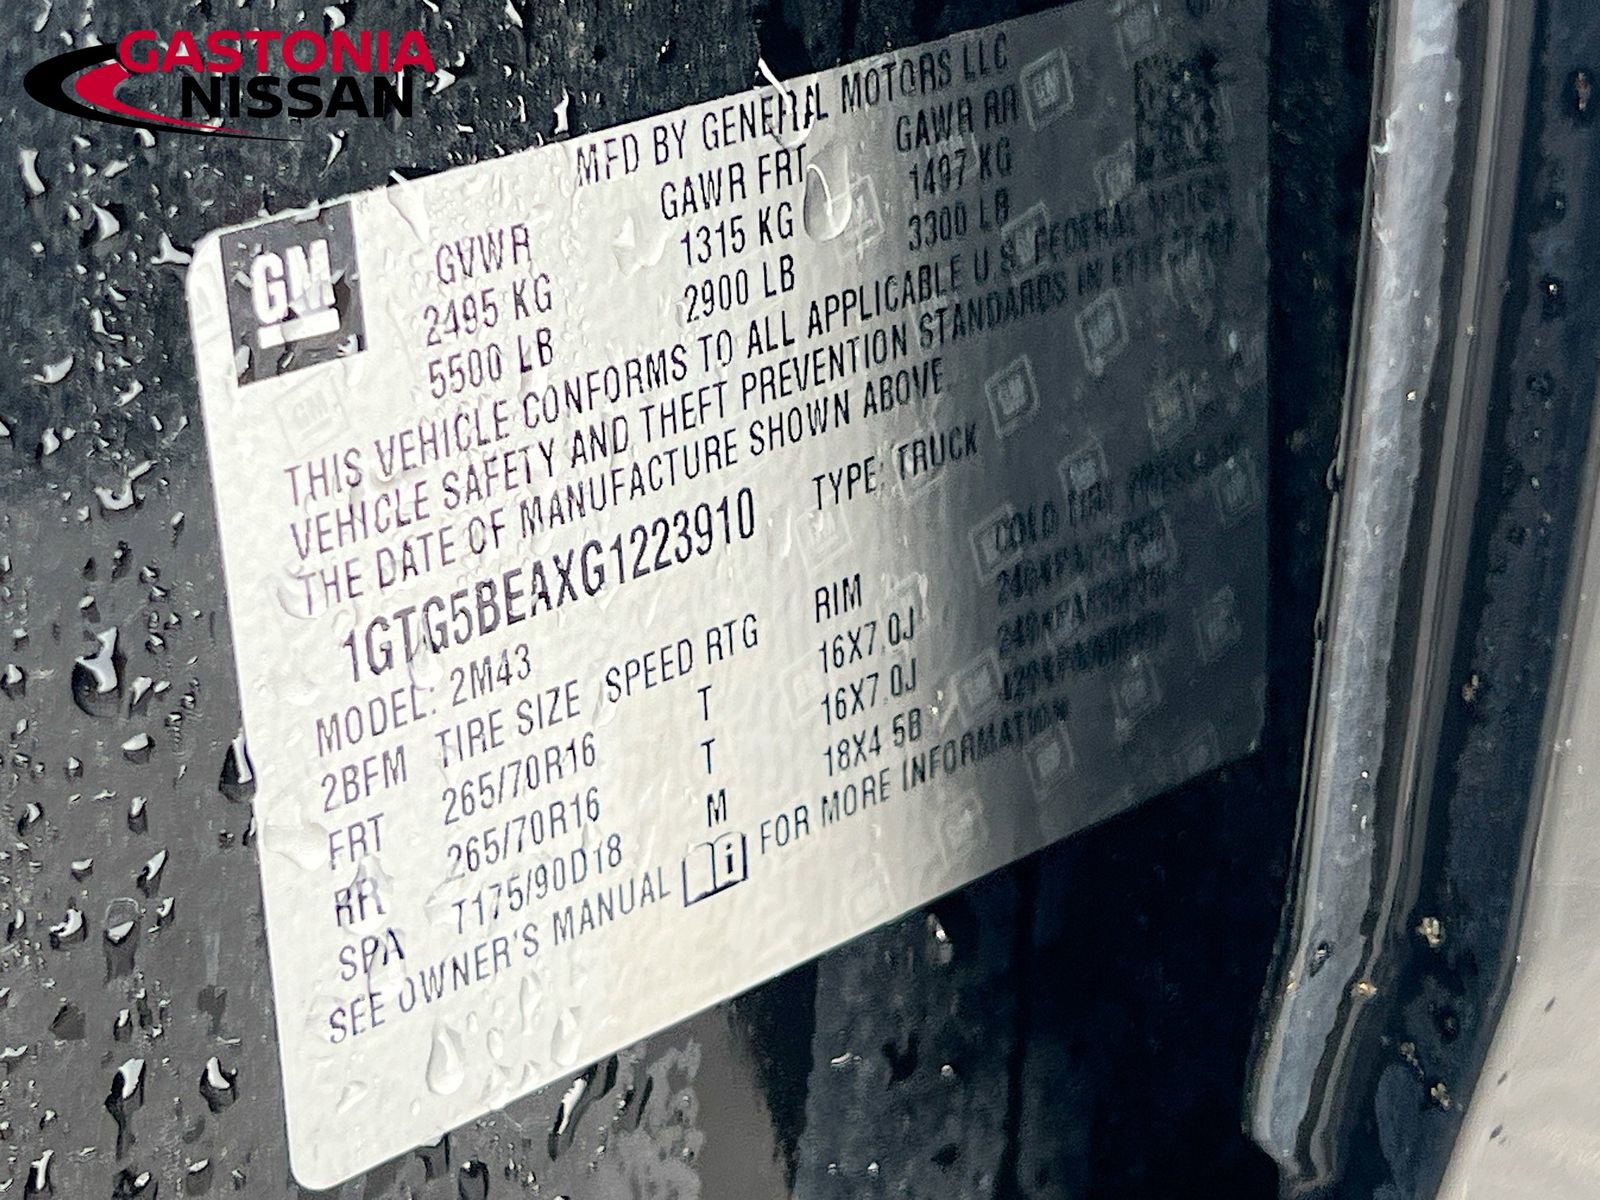 GASTONIA
NISSAN
GM
MFD BY GENERAL MOTORS LLC
GVWR GAWR FRT GAWR RR
2495 KG 1315 KG 1497 KG
5500 LB 2900 LB 3300 LB
THIS VEHICLE CONFORMS TO ALL APPLICABLE U.S. FEDERAL MOTOR
VEHICLE SAFETY AND THEFT PREVENTION STANDARDS IN EFFECT ON
THE DATE OF MANUFACTURE SHOWN ABOVE.
1GTG5BEAXG1223910 TYPE: TRUCK
MODEL: 2M43
2BFM TIRE SIZE SPEED RTG RIM COLD TIRE PRESSURE
FRT 265/70R16 T 16X7.0J
RR 265/70R16 T 16X7.0J
SPA T175/90D18 M 18X4.5B
SEE OWNER'S MANUAL FOR MORE INFORMATION